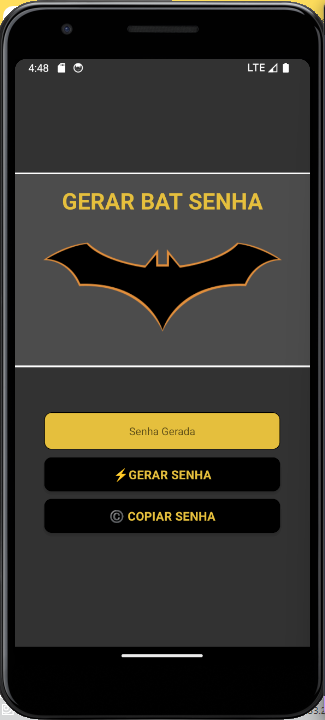 4:48 LTE
GERAR BAT SENHA
Senha Gerada
⚡GERAR SENHA
© COPIAR SENHA